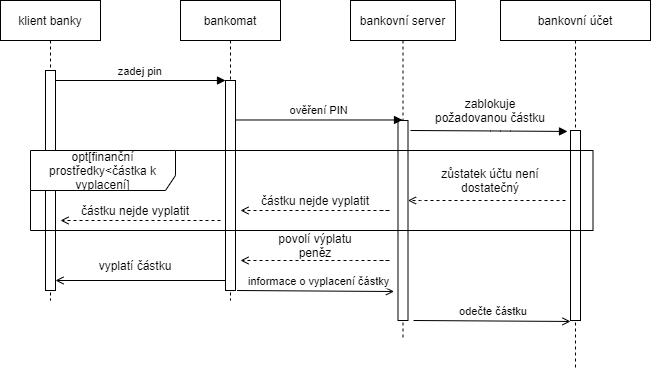 klient banky
bankomat
bankovní server
bankovní účet
zadej pin
ověření PIN
zablokuje
požadovanou částku
opt[finanční
prostředky<částka k
vyplacení]
zůstatek účtu není
dostatečný
částku nejde vyplatit
částku nejde vyplatit
povolí výplatu
peněz
vyplatí částku
informace o vyplacení částky
odečte částku